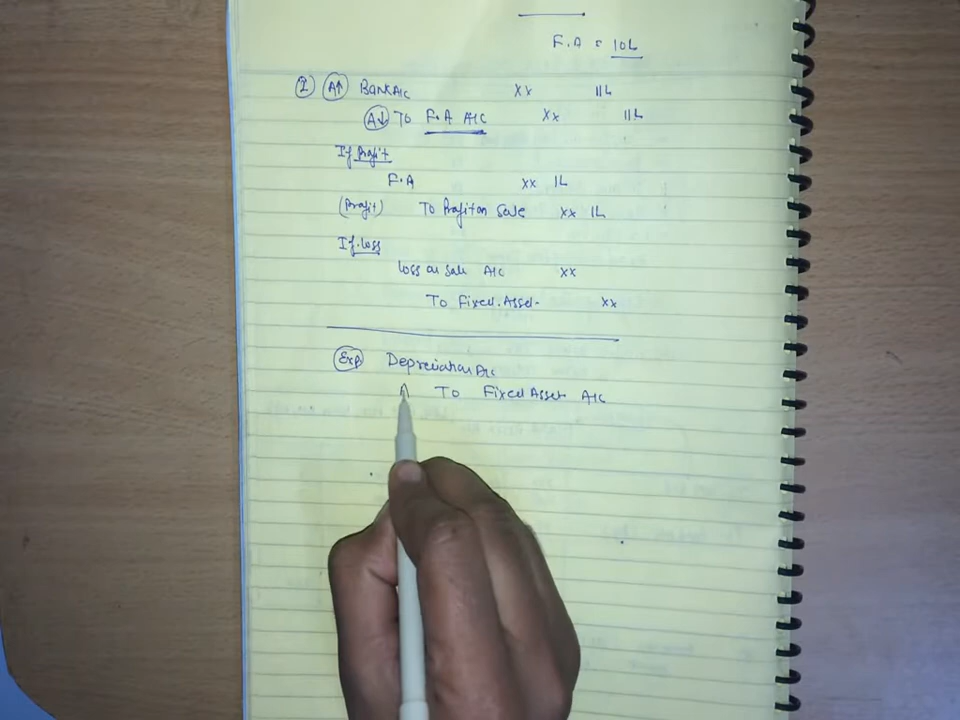 F.A = 10L
I A↑ Bank A/C xx 11L
A↓ To F.A A/C xx 11L
If Profit
F.A xx 1L
(Profit) To Profit on Sale xx 1L
If loss
Loss on Sale A/C xx
To Fixed Asset xx
Exp Depreciation A/C
A To Fixed Asset A/C